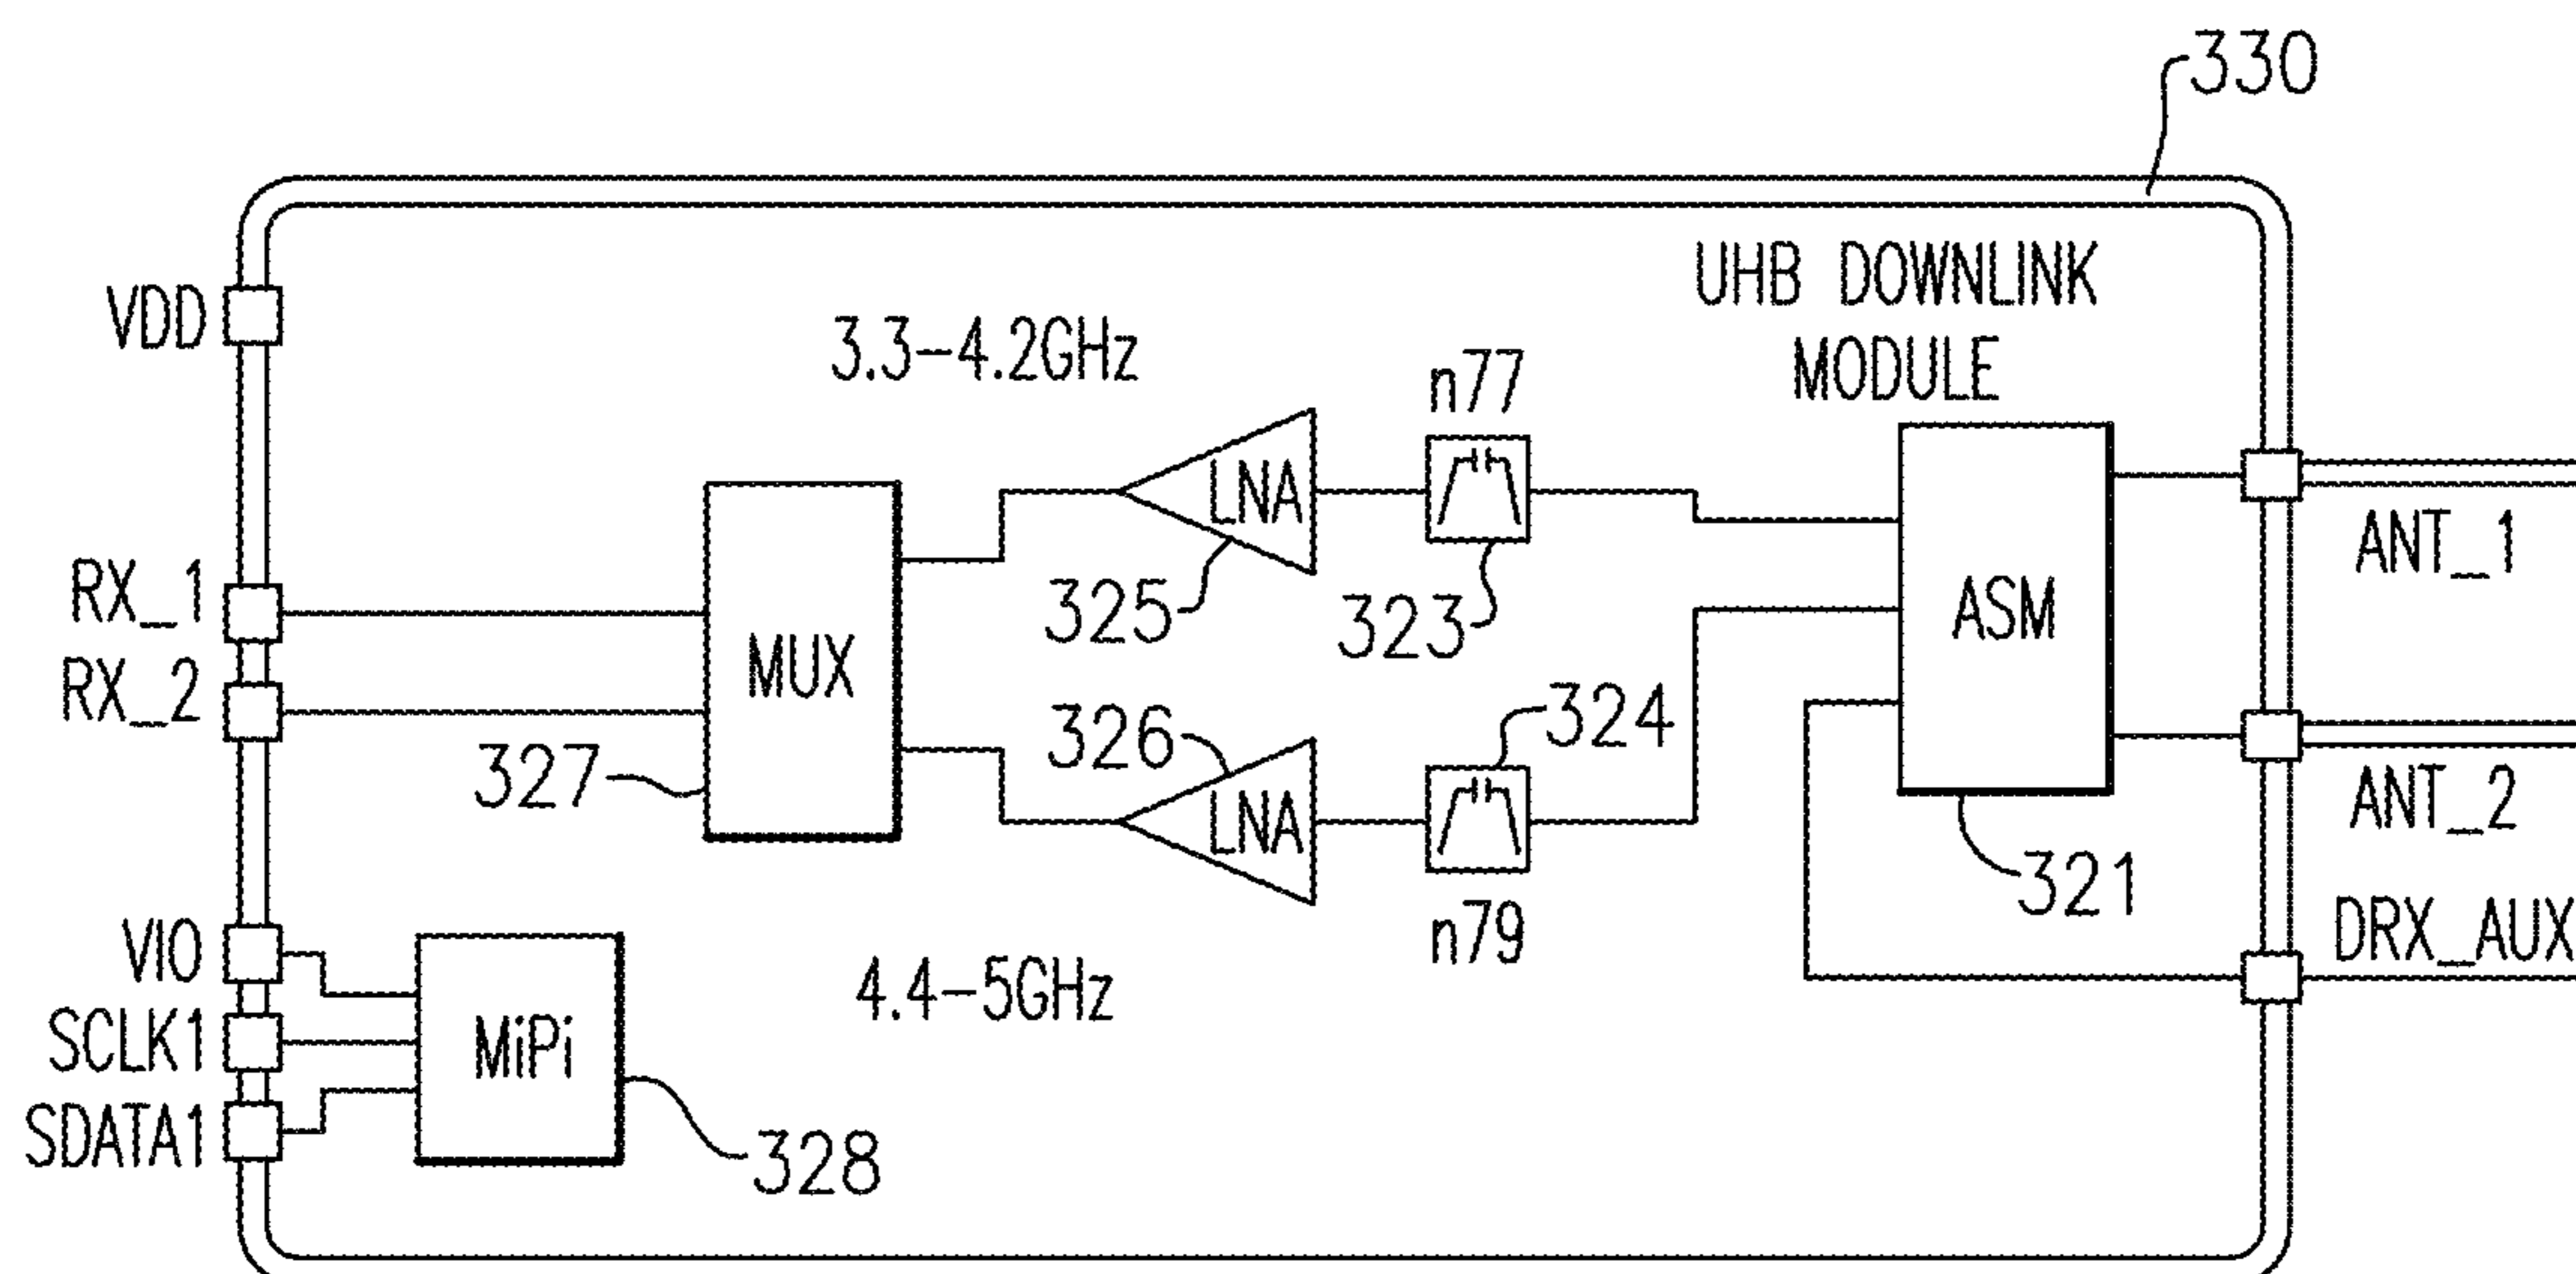 330
UHB DOWNLINK
MODULE
VDD
3.3-4.2GHz
n77
LNA
325
323
ANT_1
RX_1
RX_2
MUX
327
ASM
321
326
LNA
324
n79
ANT_2
DRX_AUX
4.4-5GHz
VIO
SCLK1
SDATA1
MiPi
328